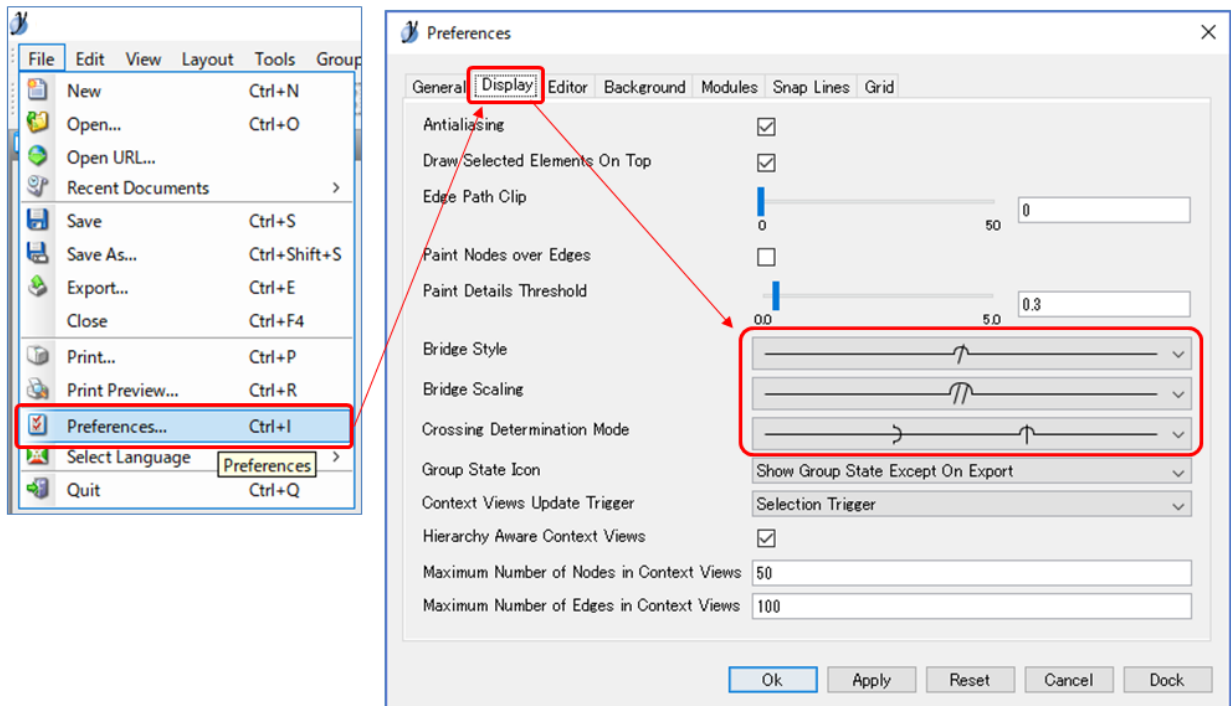 File Edit View Layout Tools Group
New Ctrl+N
Open... Ctrl+O
Open URL...
Recent Documents >
Save Ctrl+S
Save As... Ctrl+Shift+S
Export... Ctrl+E
Close Ctrl+F4
Print... Ctrl+P
Print Preview... Ctrl+R
Preferences... Ctrl+I
Select Language >
Preferences
Quit Ctrl+Q
Preferences
General Display Editor Background Modules Snap Lines Grid
Antialiasing
Draw Selected Elements On Top
Edge Path Clip
0
0 50
Paint Nodes over Edges
Paint Details Threshold
0.3
0.0 5.0
Bridge Style
Bridge Scaling
Crossing Determination Mode
Group State Icon Show Group State Except On Export
Context Views Update Trigger Selection Trigger
Hierarchy Aware Context Views
Maximum Number of Nodes in Context Views 50
Maximum Number of Edges in Context Views 100
Ok Apply Reset Cancel Dock